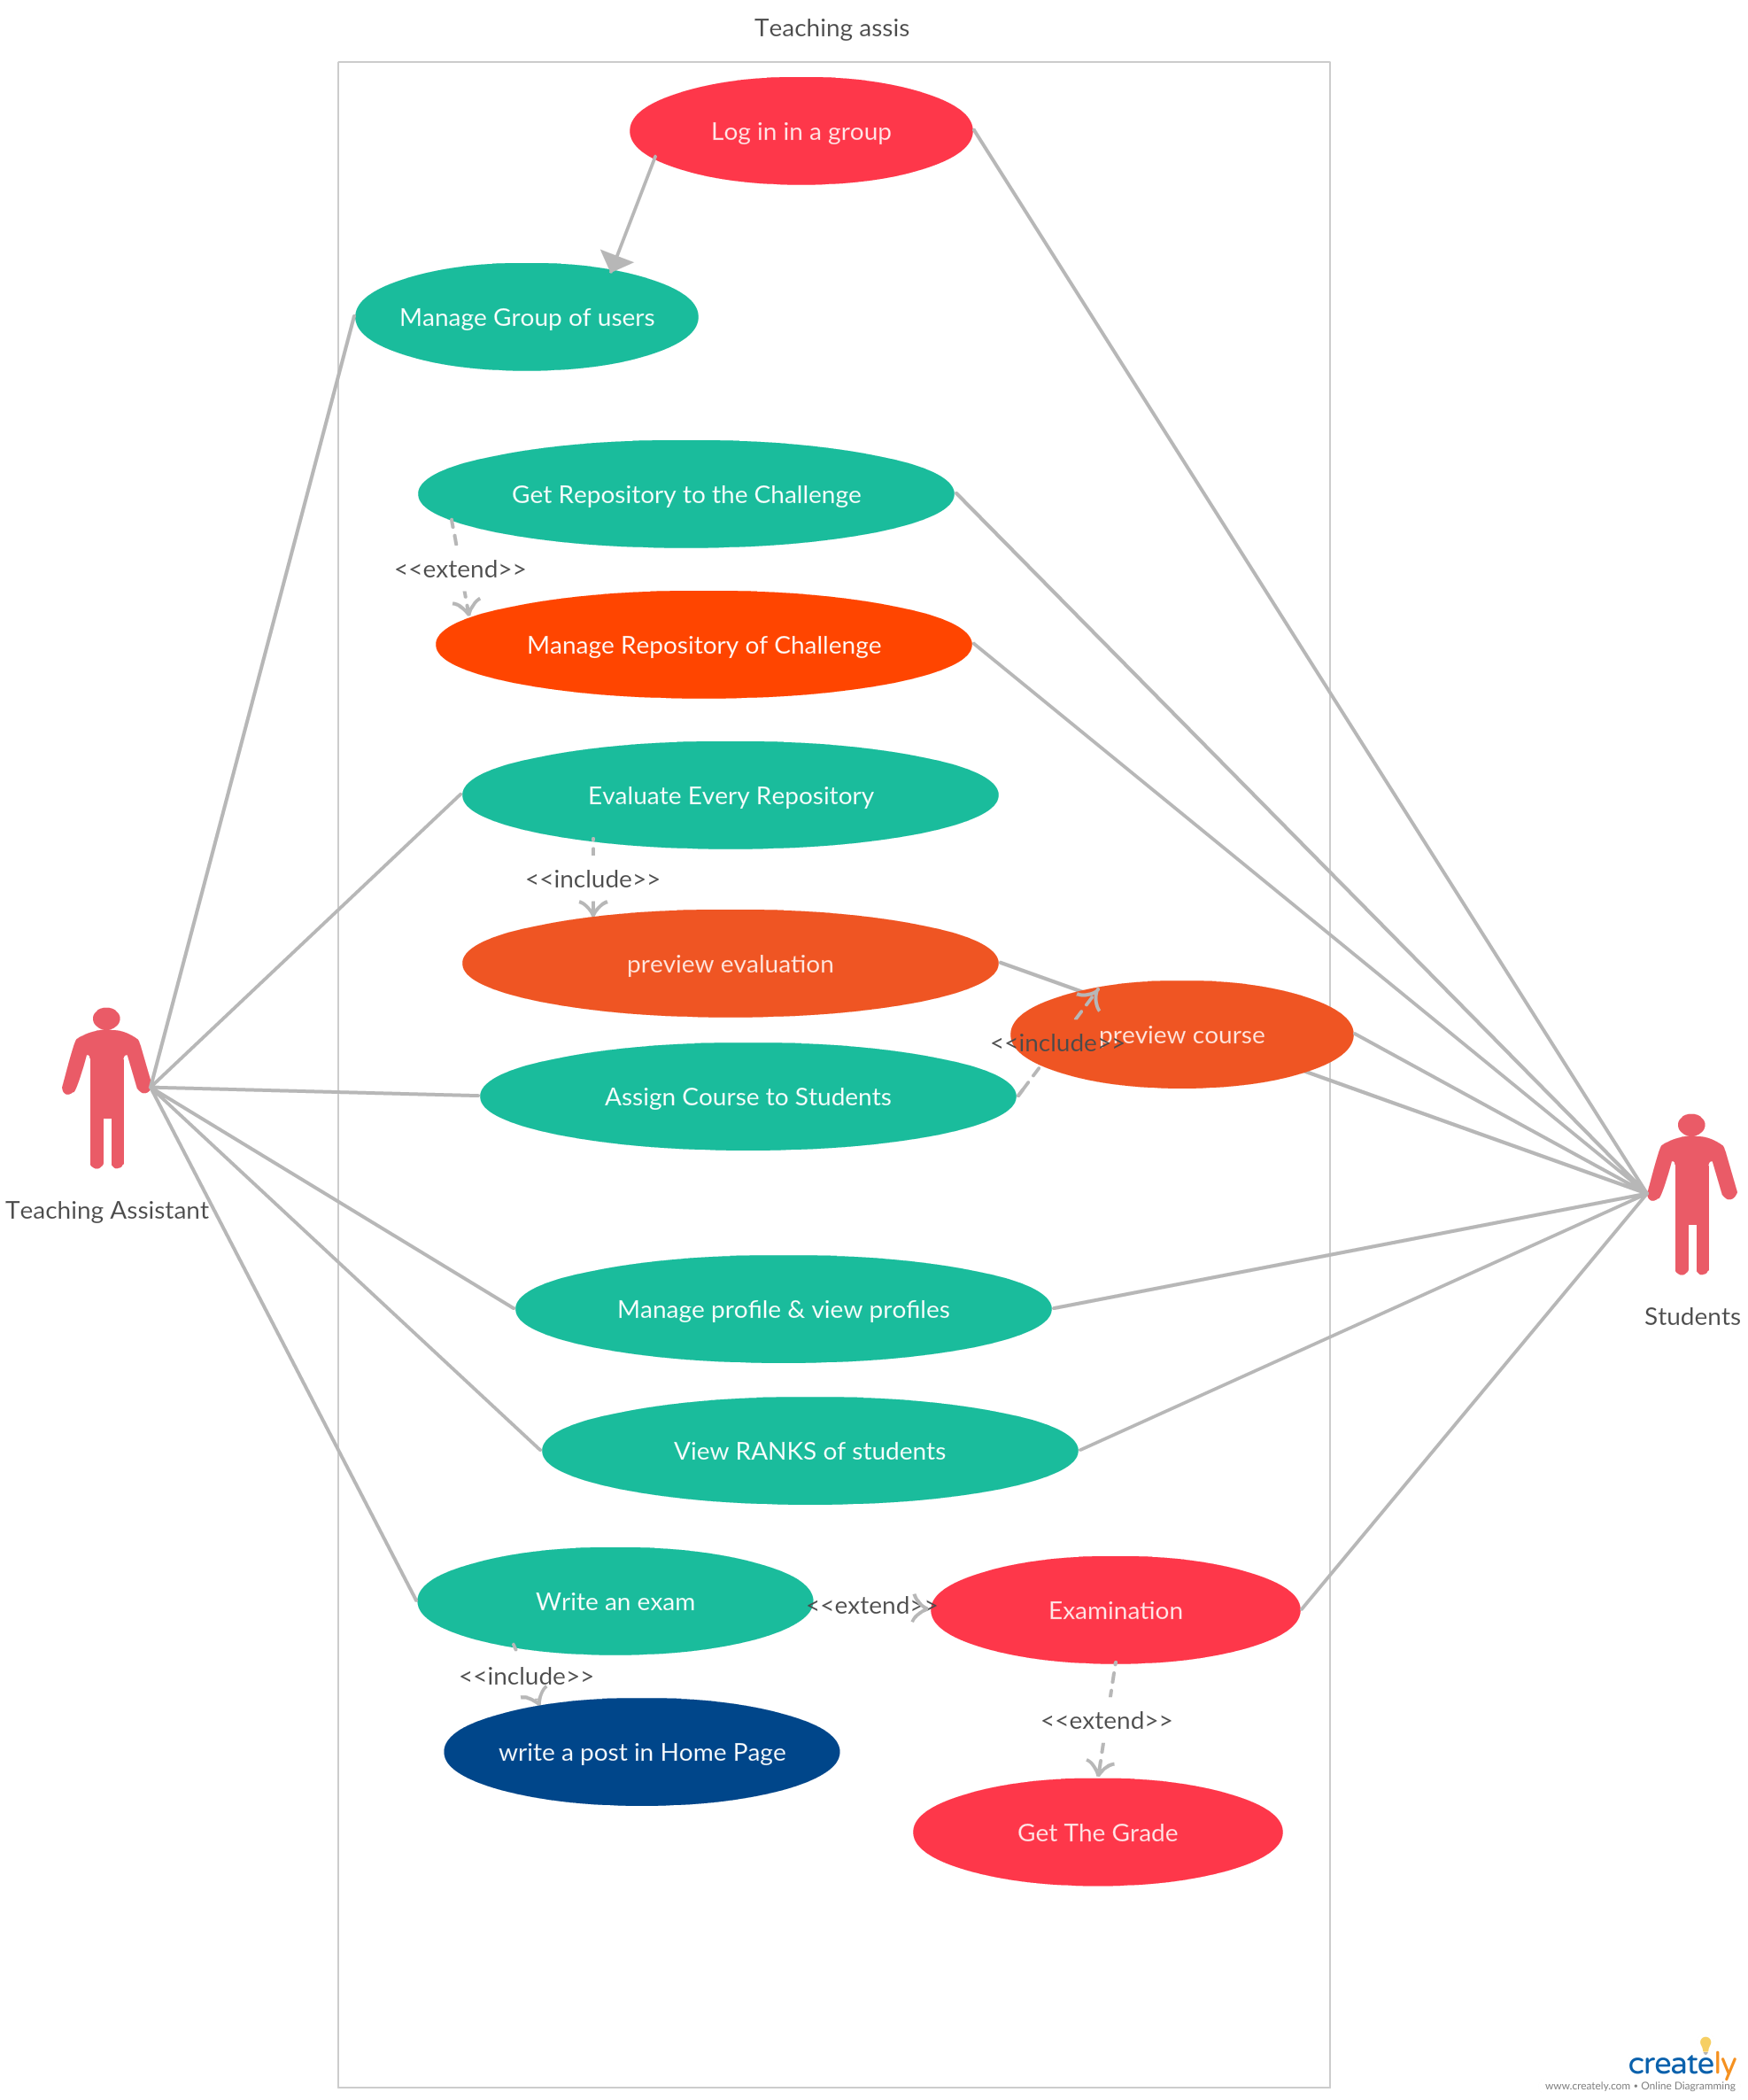 Teaching assis
Log in in a group
Manage Group of users
Get Repository to the Challenge
<<extend>>
Manage Repository of Challenge
Evaluate Every Repository
<<include>>
preview evaluation
preview course
<<include>>
Assign Course to Students
Teaching Assistant
Manage profile & view profiles
Students
View RANKS of students
Write an exam
<<extend>>
Examination
<<include>>
<<extend>>
write a post in Home Page
Get The Grade
creately
www.creately.com • Online Diagramming